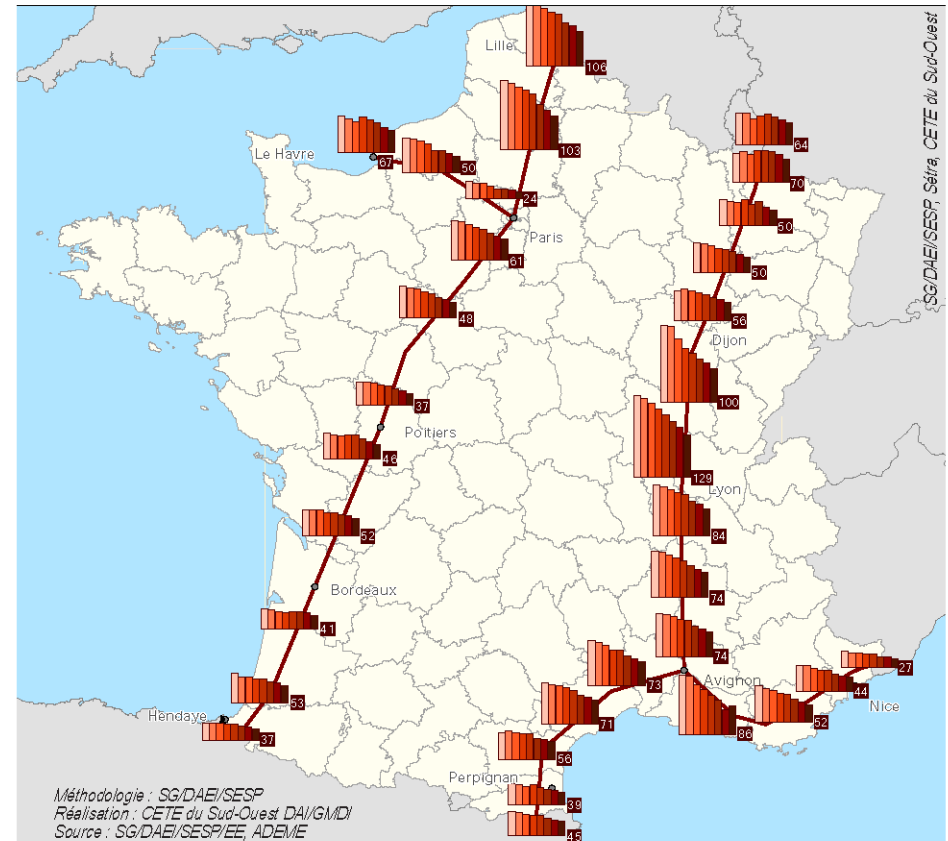 Lille
106
SG/DAEI/SESP, Sétra, CETE du Sud-Ouest
103
64
Le Havre
67
50
70
24
50
Paris
61
50
48
56
Dijon
37
100
Poitiers
46
129
Lyon
52
84
Bordeaux
74
41
74
27
73
Avignon
44
53
Nice
Hendaye
71
52
86
37
56
Perpignan
39
45
Méthodologie : SG/DAEI/SESP
Réalisation : CETE du Sud-Ouest DAI/GMDI
Source : SG/DAEI/SESP/EE, ADEME